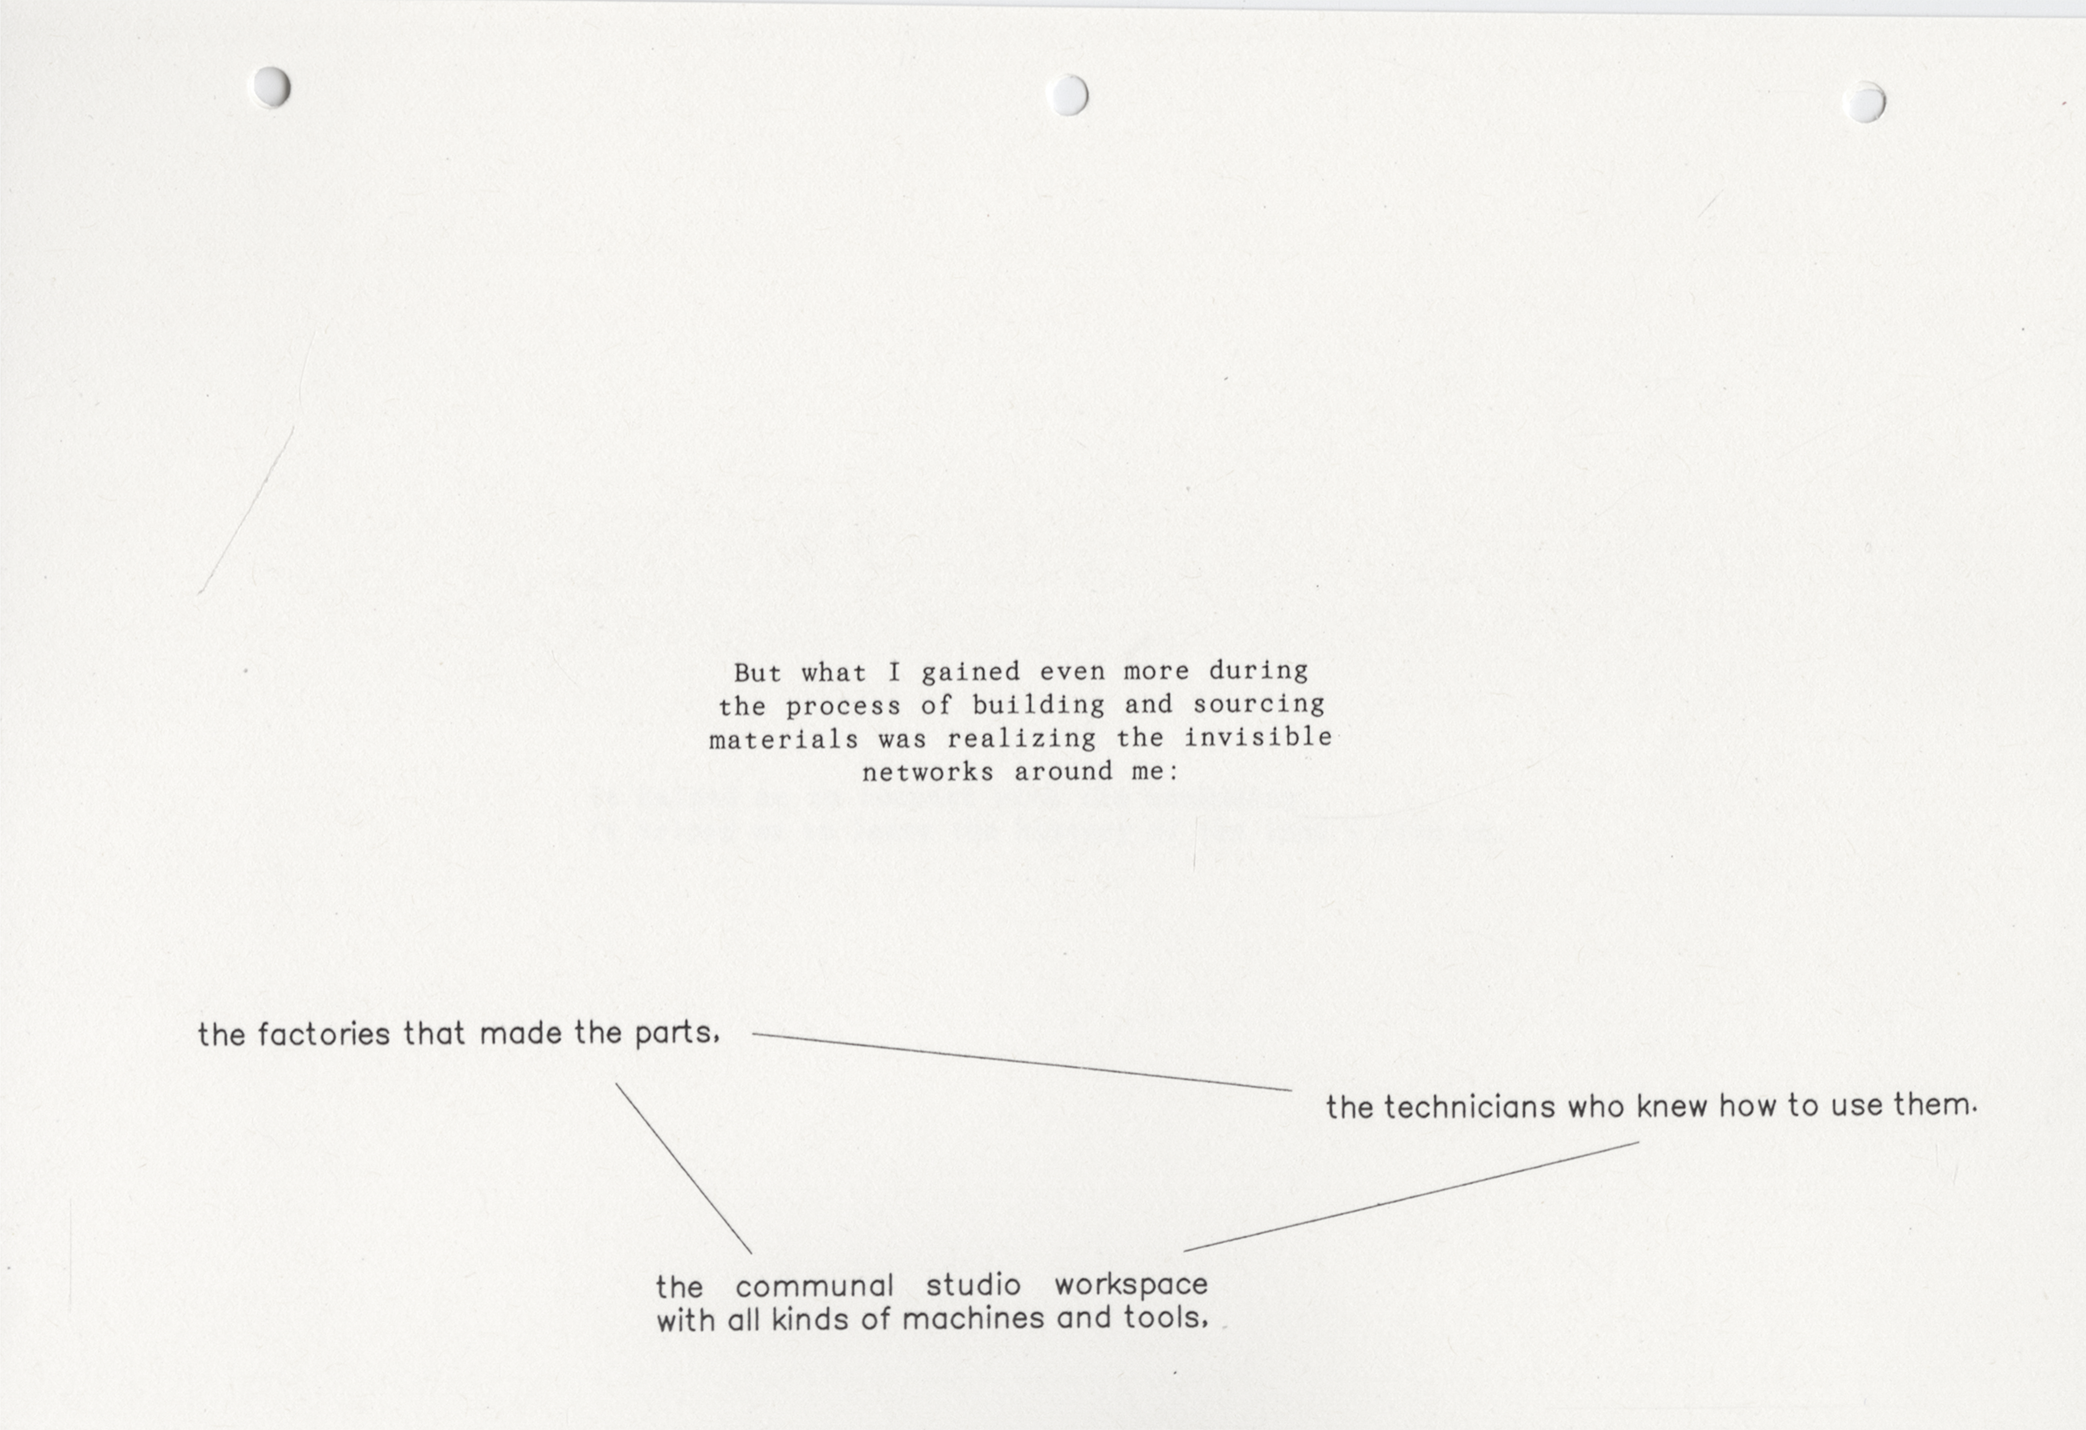 But what I gained even more during
the process of building and sourcing
materials was realizing the invisible
networks around me:
the factories that made the parts,
the technicians who knew how to use them.
the communal studio workspace
with all kinds of machines and tools,